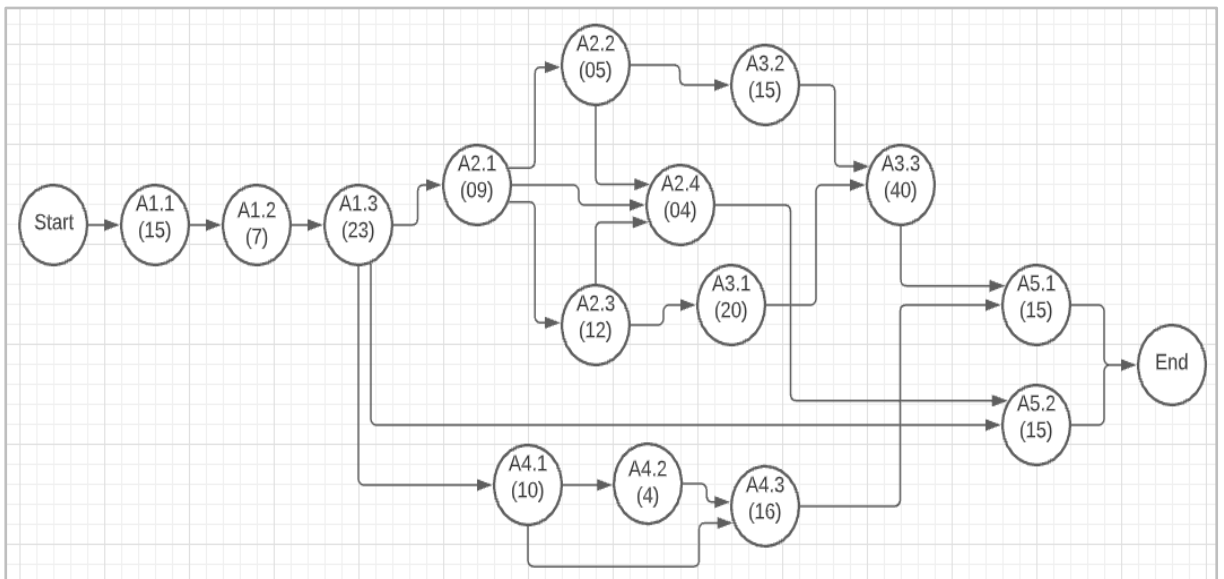 A2.2
(05)
A3.2
(15)
A2.1
(09)
A3.3
(40)
A2.4
(04)
Start
A1.1
(15)
A1.2
(7)
A1.3
(23)
A2.3
(12)
A3.1
(20)
A5.1
(15)
End
A5.2
(15)
A4.1
(10)
A4.2
(4)
A4.3
(16)